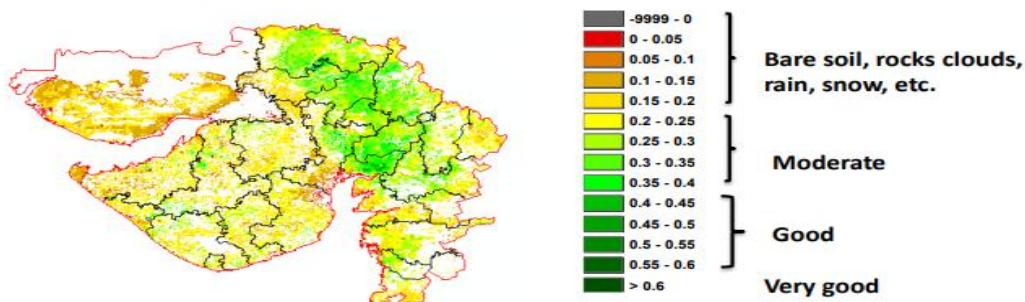 -9999 - 0
0 - 0.05
0.05 - 0.1
0.1 - 0.15
0.15 - 0.2
0.2 - 0.25
0.25 - 0.3
0.3 - 0.35
0.35 - 0.4
0.4 - 0.45
0.45 - 0.5
0.5 - 0.55
0.55 - 0.6
> 0.6
Bare soil, rocks clouds,
rain, snow, etc.
Moderate
Good
Very good